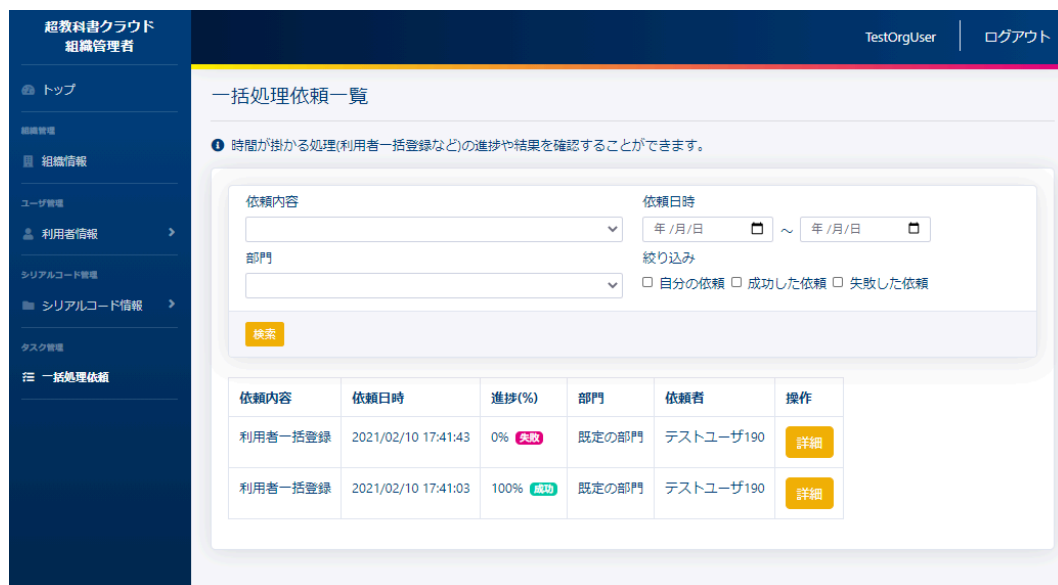 超教科書クラウド
組織管理者
TestOrgUser
ログアウト
トップ
組織管理
組織情報
ユーザ管理
利用者情報
シリアルコード管理
シリアルコード情報
タスク管理
一括処理依頼
一括処理依頼一覧
時間が掛かる処理(利用者一括登録など)の進捗や結果を確認することができます。
依頼内容
依頼日時
年/月/日 ～ 年/月/日
部門
絞り込み
自分の依頼 成功した依頼 失敗した依頼
検索
依頼内容 依頼日時 進捗(%) 部門 依頼者 操作
利用者一括登録 2021/02/10 17:41:43 0% 失敗 既定の部門 テストユーザ190 詳細
利用者一括登録 2021/02/10 17:41:03 100% 成功 既定の部門 テストユーザ190 詳細